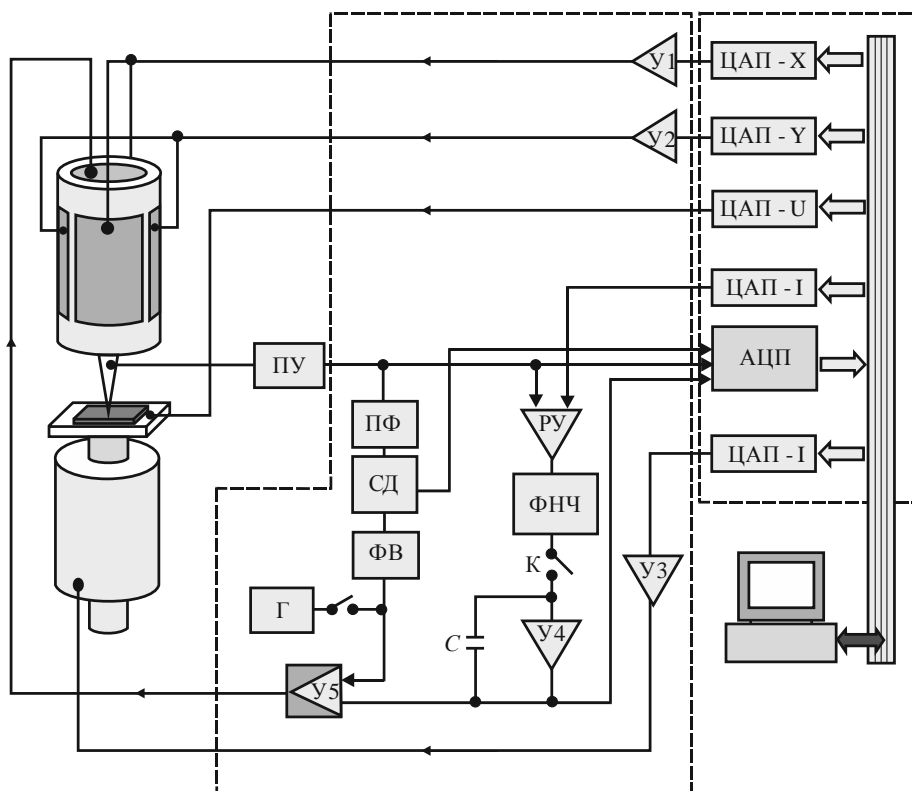 У1
ЦАП - X
У2
ЦАП - Y
ЦАП - U
ЦАП - I
АЦП
ПУ
ПФ
РУ
СД
ЦАП - I
ФНЧ
ФВ
К
У3
Г
C
У4
У5